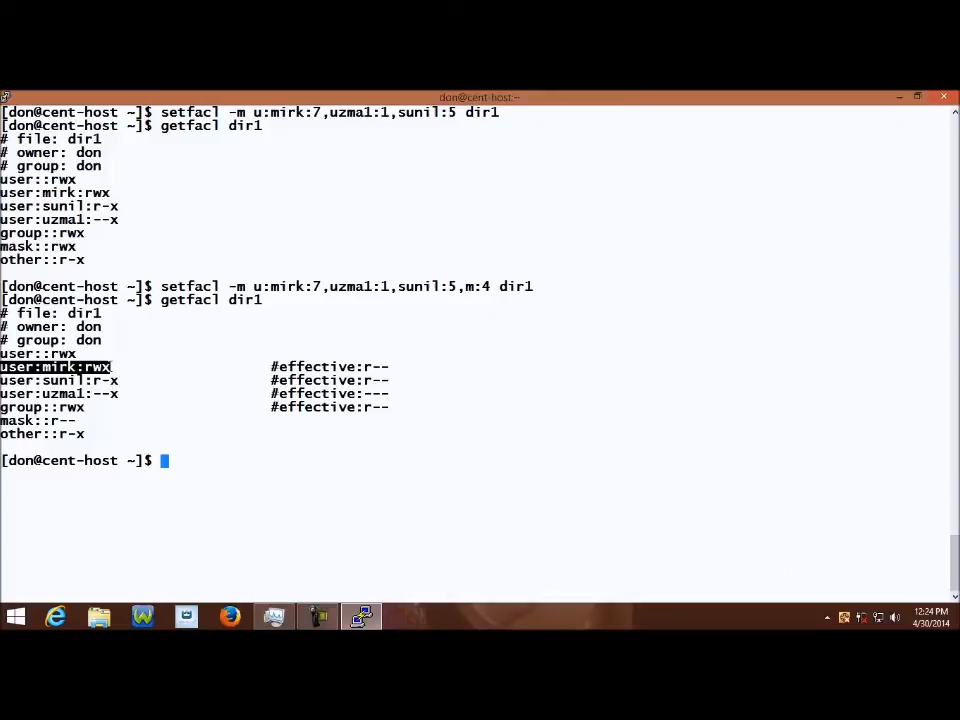 don@cent-host:~
[don@cent-host ~]$ setfacl -m u:mirk:7,uzma1:1,sunil:5 dir1
[don@cent-host ~]$ getfacl dir1
# file: dir1
# owner: don
# group: don
user::rwx
user:mirk:rwx
user:sunil:r-x
user:uzma1:--x
group::rwx
mask::rwx
other::r-x
[don@cent-host ~]$ setfacl -m u:mirk:7,uzma1:1,sunil:5,m:4 dir1
[don@cent-host ~]$ getfacl dir1
# file: dir1
# owner: don
# group: don
user::rwx
user:mirk:rwx #effective:r--
user:sunil:r-x #effective:r--
user:uzma1:--x #effective:---
group::rwx #effective:r--
mask::r--
other::r-x
[don@cent-host ~]$
12:24 PM
4/30/2014